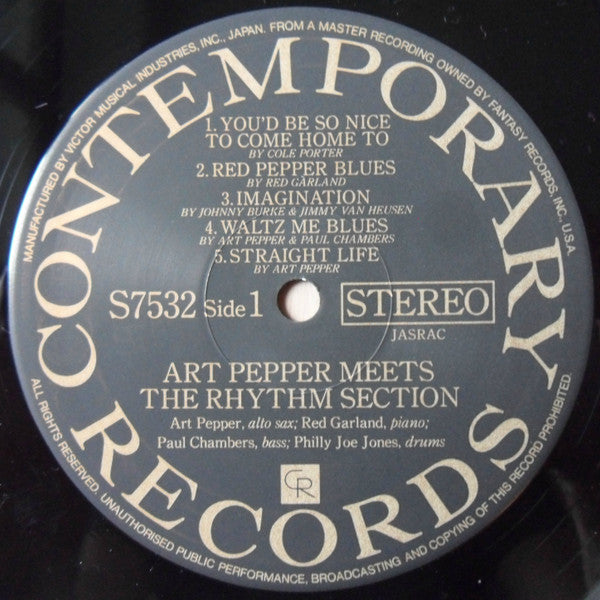 MANUFACTURED BY VICTOR MUSICAL INDUSTRIES, INC., JAPAN. FROM A MASTER RECORDING OWNED BY FANTASY RECORDS, INC., U.S.A.
CONTEMPORARY RECORDS
1. YOU'D BE SO NICE
TO COME HOME TO
BY COLE PORTER
2. RED PEPPER BLUES
BY RED GARLAND
3. IMAGINATION
BY JOHNNY BURKE & JIMMY VAN HEUSEN
4. WALTZ ME BLUES
BY ART PEPPER & PAUL CHAMBERS
5. STRAIGHT LIFE
BY ART PEPPER
S7532 Side 1 STEREO
JASRAC
ART PEPPER MEETS
THE RHYTHM SECTION
Art Pepper, alto sax; Red Garland, piano;
Paul Chambers, bass; Philly Joe Jones, drums
CR
ALL RIGHTS RESERVED. UNAUTHORISED PUBLIC PERFORMANCE, BROADCASTING AND COPYING OF THIS RECORD PROHIBITED.